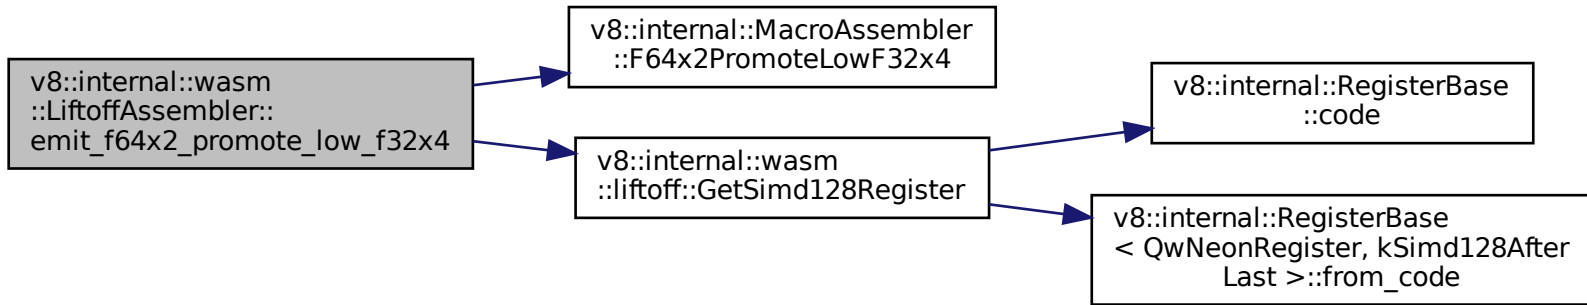 v8::internal::wasm
::LiftoffAssembler::
emit_f64x2_promote_low_f32x4
v8::internal::MacroAssembler
::F64x2PromoteLowF32x4
v8::internal::wasm
::liftoff::GetSimd128Register
v8::internal::RegisterBase
::code
v8::internal::RegisterBase
< QwNeonRegister, kSimd128After
Last >::from_code